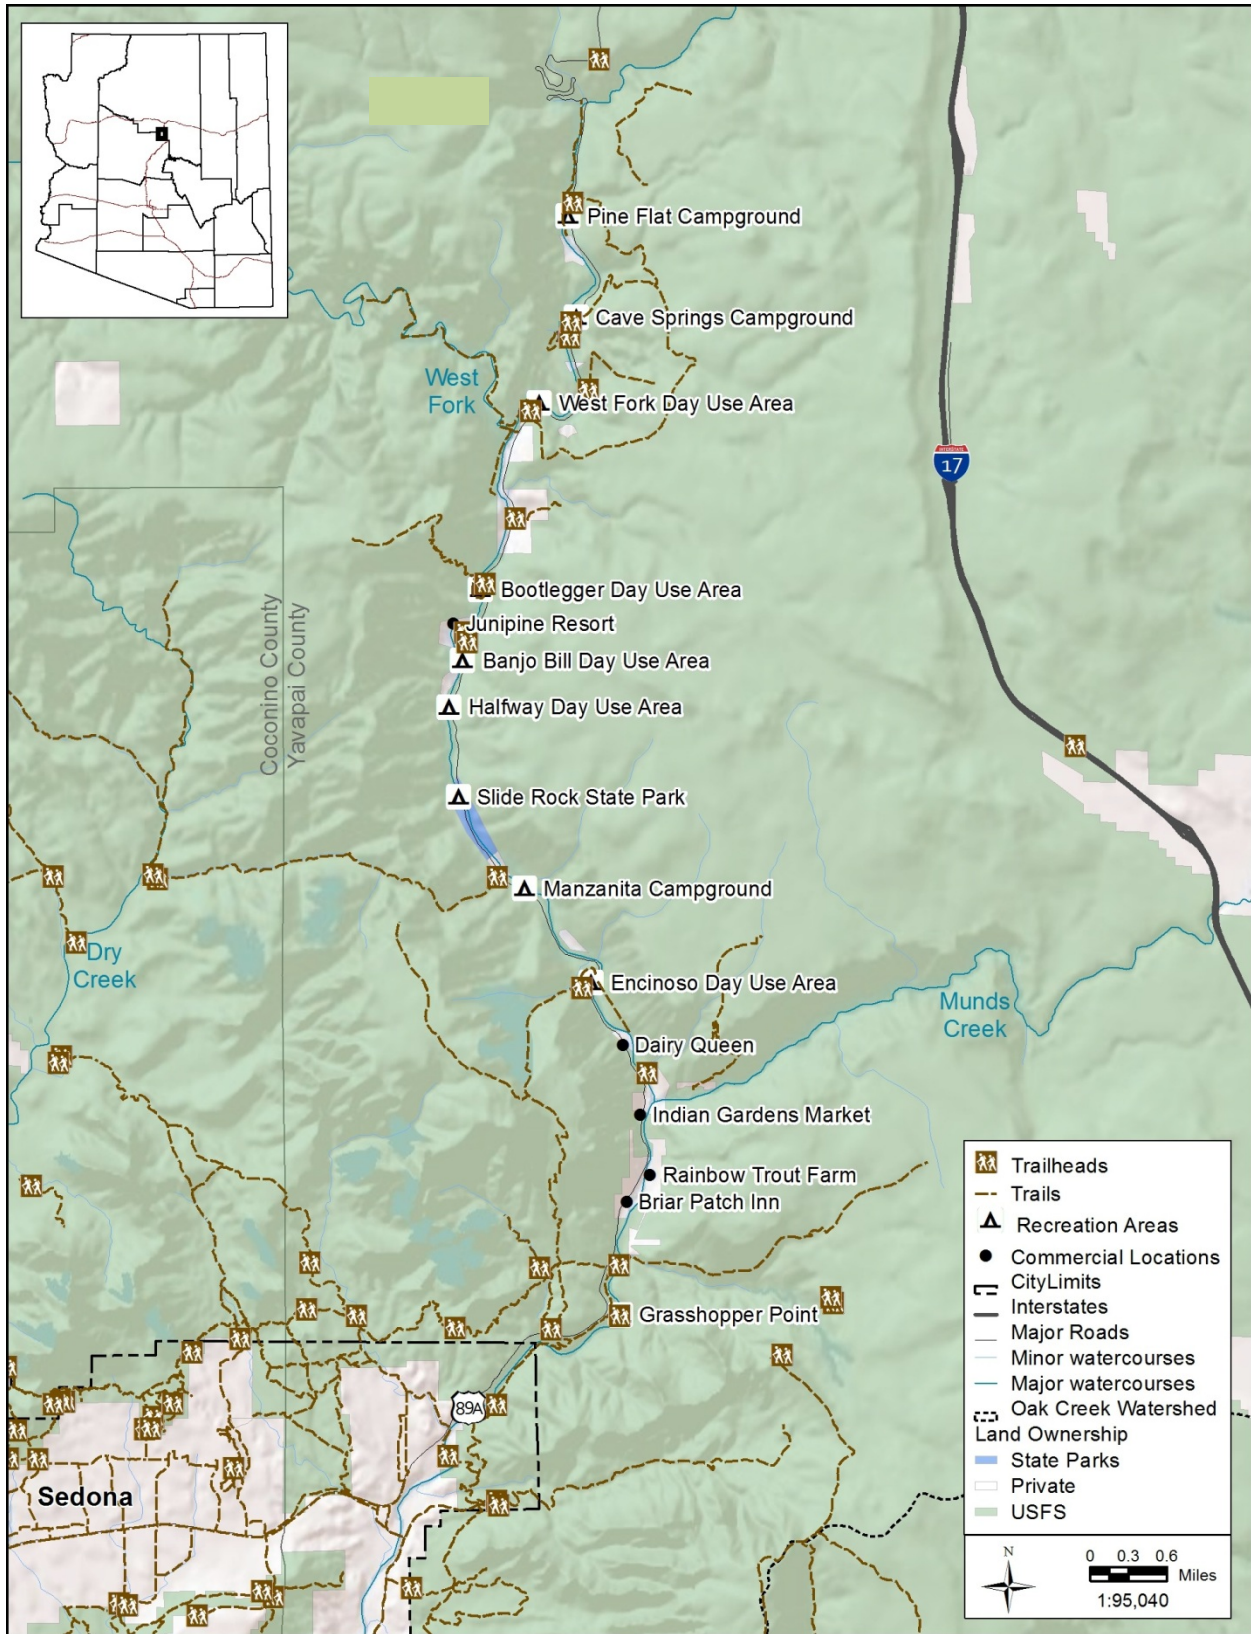 Pine Flat Campground
Cave Springs Campground
West
Fork
West Fork Day Use Area
INTERSTATE
17
Bootlegger Day Use Area
Junipine Resort
Coconino County
Yavapai County
Banjo Bill Day Use Area
Halfway Day Use Area
Slide Rock State Park
Manzanita Campground
Dry
Creek
Encinoso Day Use Area
Munds
Creek
Dairy Queen
Indian Gardens Market
Rainbow Trout Farm
Briar Patch Inn
Grasshopper Point
89A
Sedona
Trailheads
Trails
Recreation Areas
Commercial Locations
CityLimits
Interstates
Major Roads
Minor watercourses
Major watercourses
Oak Creek Watershed
Land Ownership
State Parks
Private
USFS
N
0 0.3 0.6
Miles
1:95,040